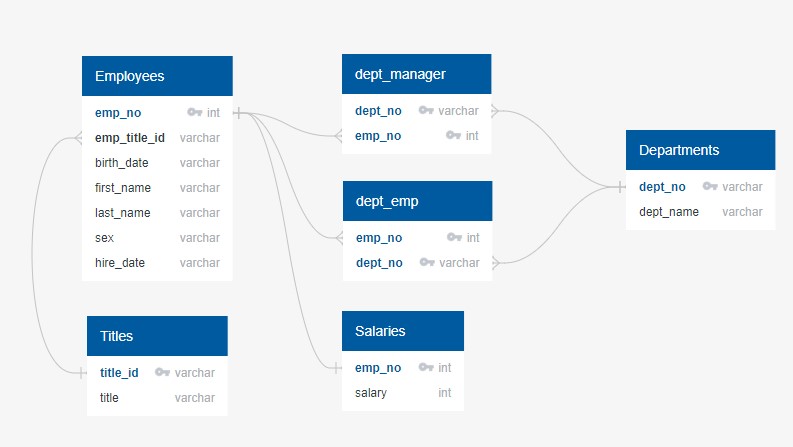 Employees
emp_no int
emp_title_id varchar
birth_date varchar
first_name varchar
last_name varchar
sex varchar
hire_date varchar
Titles
title_id varchar
title varchar
dept_manager
dept_no varchar
emp_no int
dept_emp
emp_no int
dept_no varchar
Salaries
emp_no int
salary int
Departments
dept_no varchar
dept_name varchar